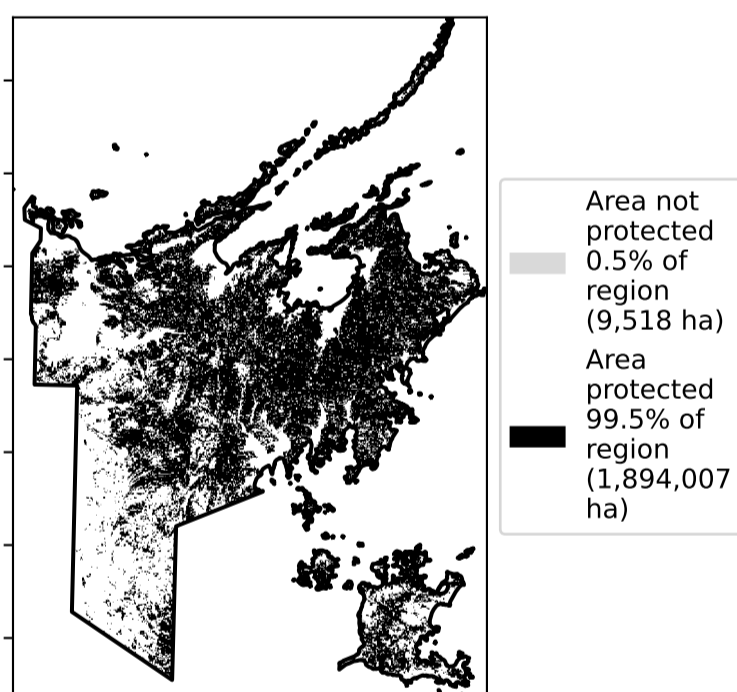 Area not
protected
0.5% of
region
(9,518 ha)
Area
protected
99.5% of
region
(1,894,007
ha)